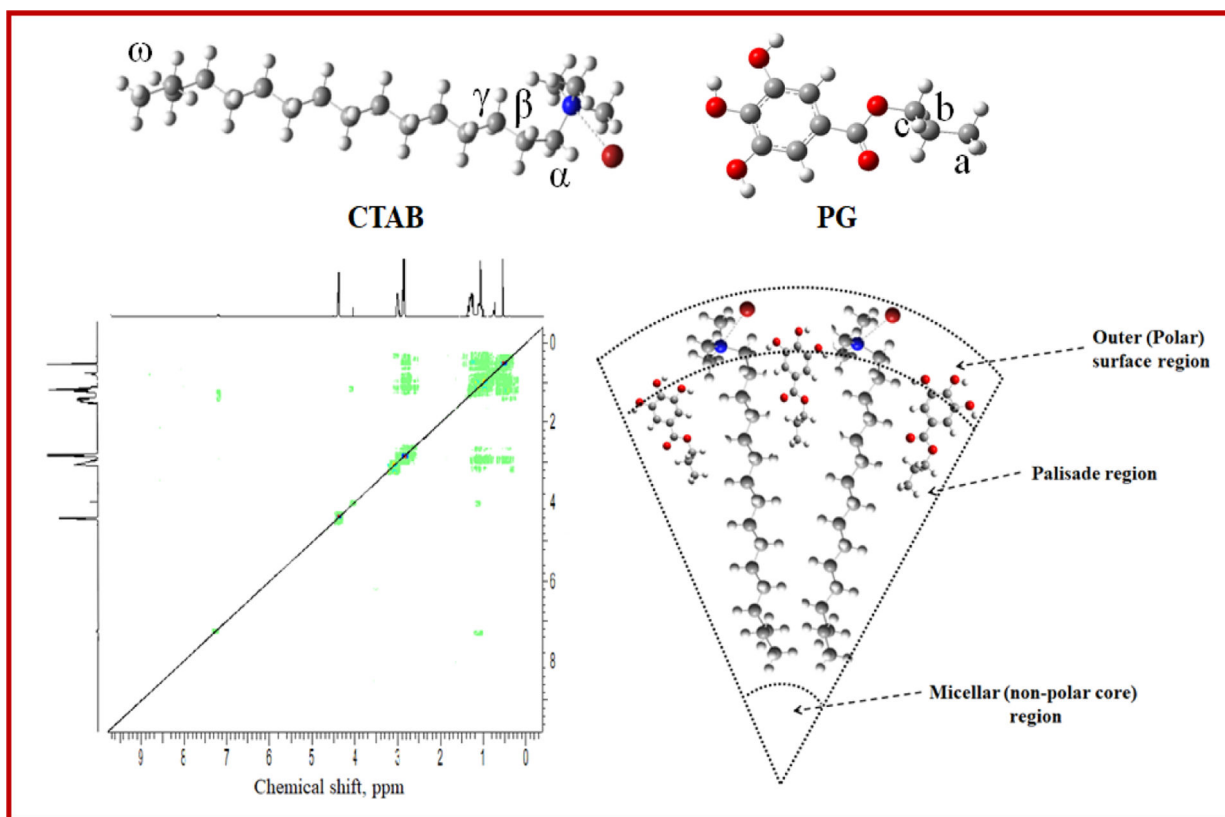 ω
γ
β
α
CTAB
b
c
a
PG
0
2
4
6
8
9 8 7 6 5 4 3 2 1 0
Chemical shift, ppm
Outer (Polar)
surface region
Palisade region
Micellar (non-polar core)
region